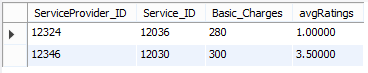 ServiceProvider_ID Service_ID Basic_Charges avgRatings
12324 12036 280 1.00000
12346 12030 300 3.50000